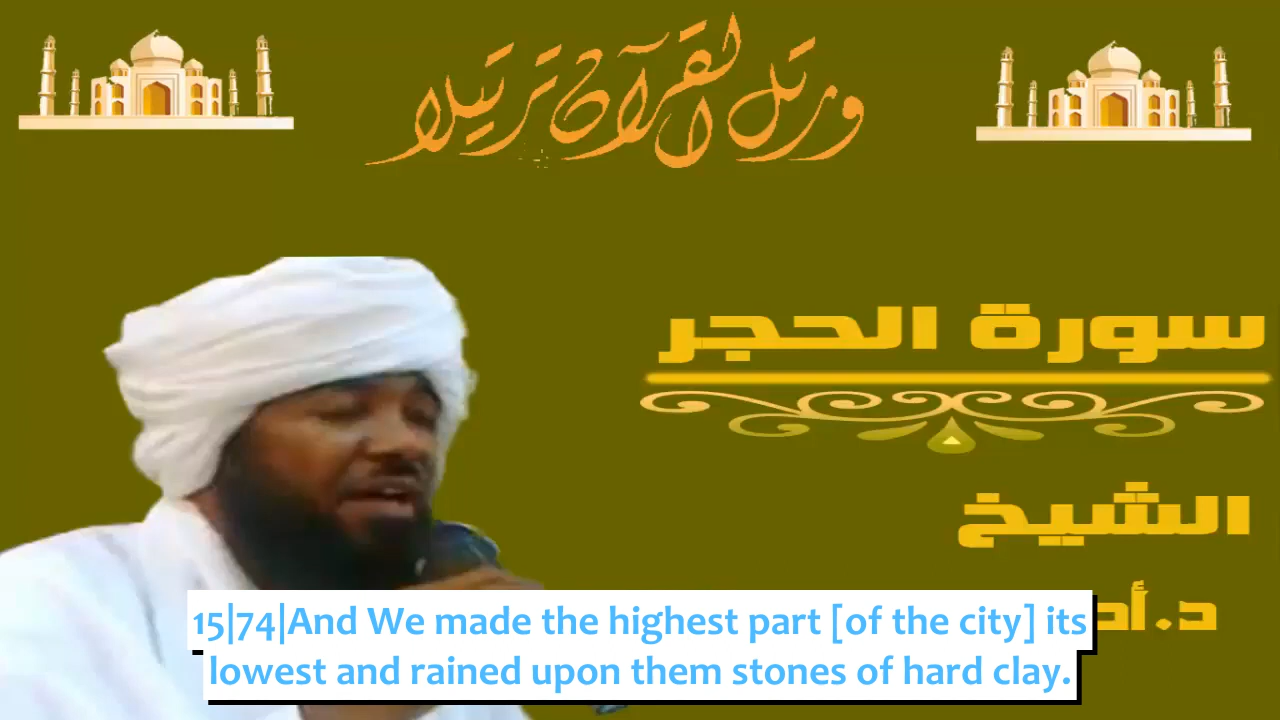 ورتل القرآن ترتيلا
سورة الحجر
الشيخ
د.أح
15|74|And We made the highest part [of the city] its
lowest and rained upon them stones of hard clay.